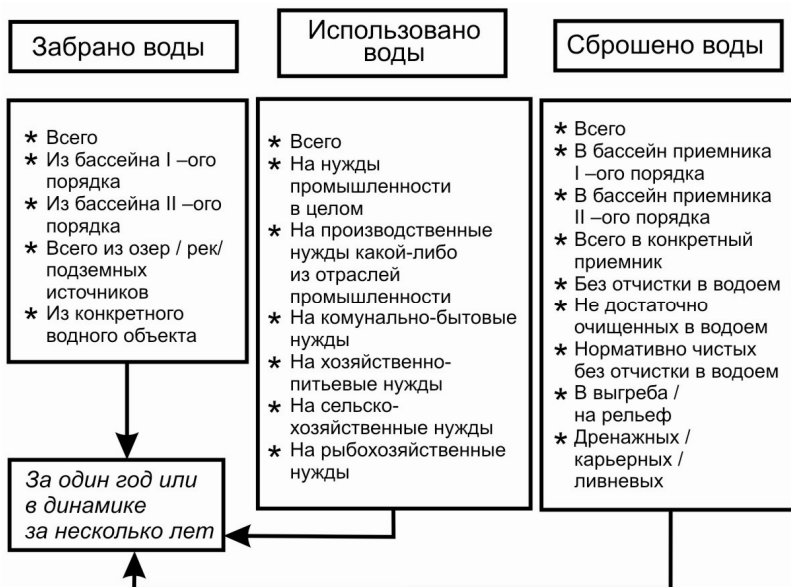 Забрано воды
Использовано
воды
Сброшено воды
* Всего
* Из бассейна I –ого
порядка
* Из бассейна II –ого
порядка
* Всего из озер / рек/
подземных
источников
* Из конкретного
водного объекта
* Всего
* На нужды
промышленности
в целом
* На производственные
нужды какой-либо
из отраслей
промышленности
* На комунально-бытовые
нужды
* На хозяйственно-
питьевые нужды
* На сельско-
хозяйственные нужды
* На рыбохозяйственные
нужды
* Всего
* В бассейн приемника
I –ого порядка
* В бассейн приемника
II –ого порядка
* Всего в конкретный
приемник
* Без отчистки в водоем
* Не достаточно
очищенных в водоем
* Нормативно чистых
без отчистки в водоем
* В выгреба /
на рельеф
* Дренажных /
карьерных /
ливневых
За один год или
в динамике
за несколько лет